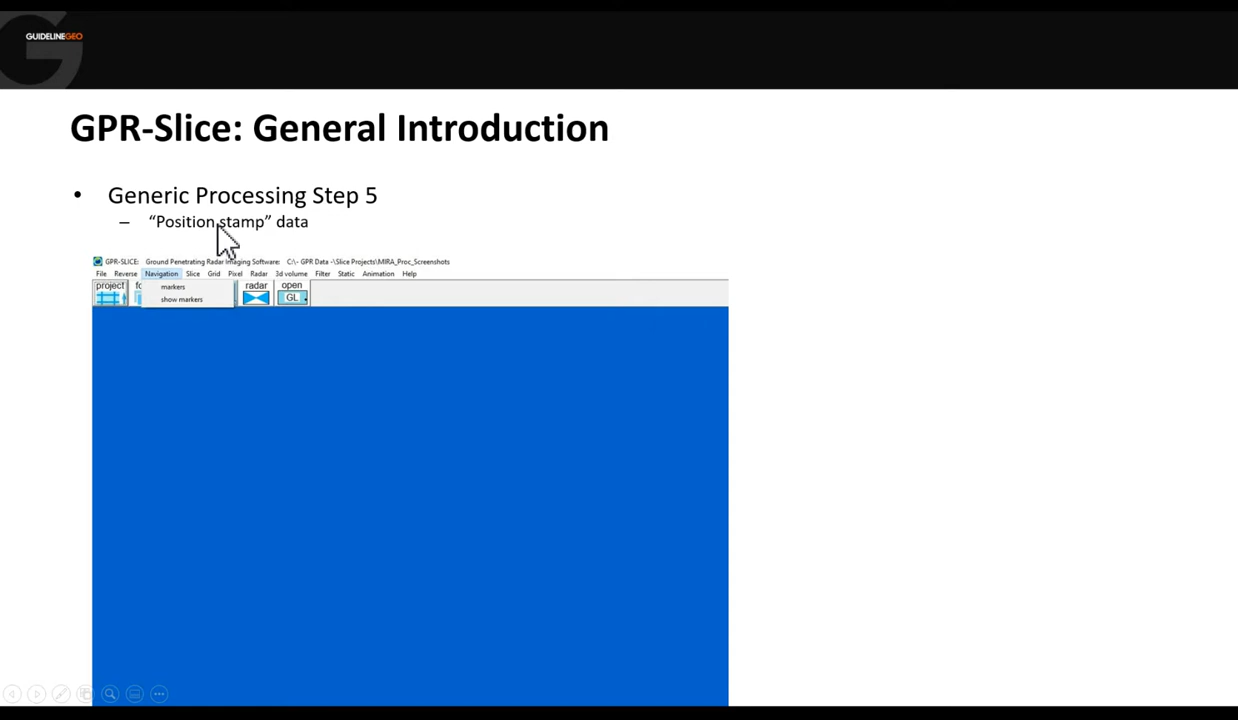 GUIDELINEGEO
GPR-Slice: General Introduction
• Generic Processing Step 5
– “Position stamp” data
GPR-SLICE: Ground Penetrating Radar Imaging Software: C:\- GPR Data -\Slice Projects\MIRA_Proc_Screenshots
File Reverse Navigation Slice Grid Pixel Radar 3d volume Filter Static Animation Help
project radar open
markers
GL
show markers